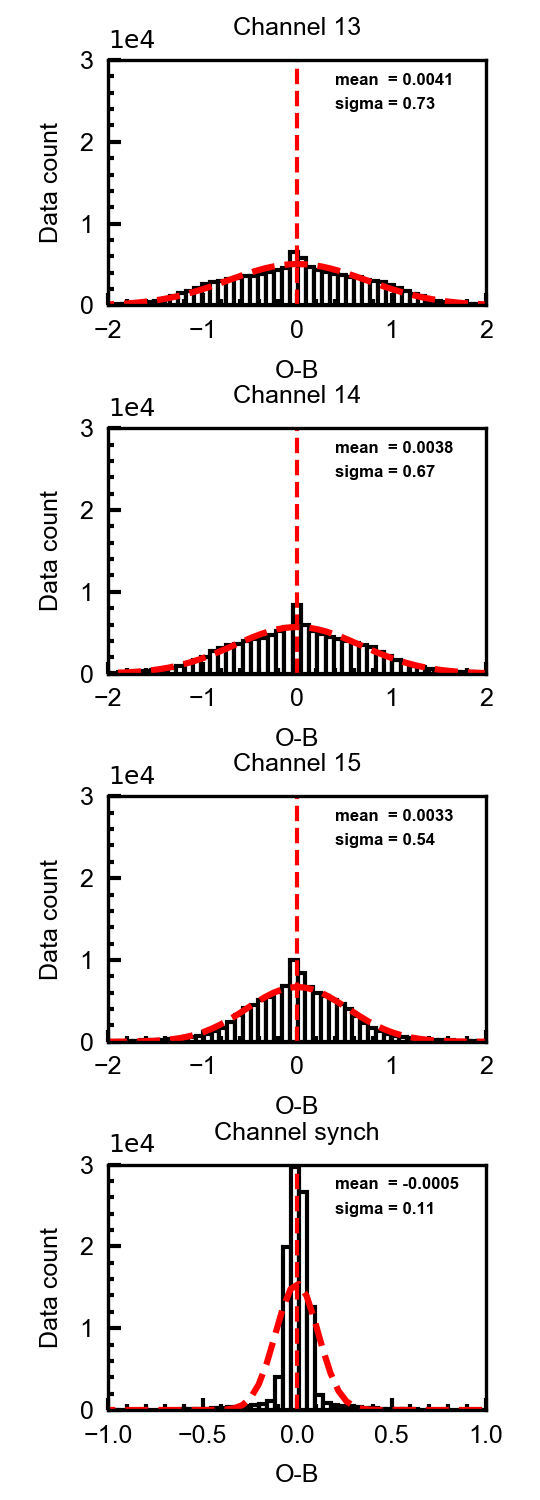 Channel 13
1e4
3
mean = 0.0041
sigma = 0.73
2
Data count
1
0
−2 −1 0 1 2
O-B
Channel 14
1e4
3
mean = 0.0038
sigma = 0.67
2
Data count
1
0
−2 −1 0 1 2
O-B
Channel 15
1e4
3
mean = 0.0033
sigma = 0.54
2
Data count
1
0
−2 −1 0 1 2
O-B
Channel synch
1e4
3
mean = -0.0005
sigma = 0.11
2
Data count
1
0
−1.0 −0.5 0.0 0.5 1.0
O-B